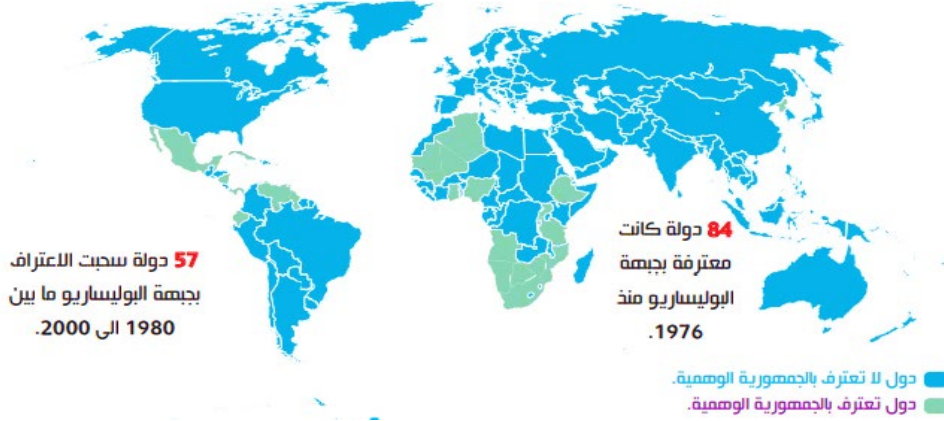 84 دولة كانت
معترفة بجبهة
البوليساريو منذ
1976.
57 دولة سحبت الاعتراف
بجبهة البوليساريو ما بين
1980 الى 2000.
دول لا تعترف بالجمهورية الوهمية.
دول تعترف بالجمهورية الوهمية.